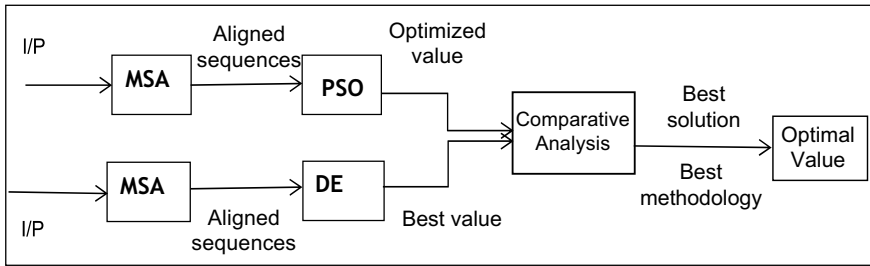 I/P
Aligned
sequences
Optimized
value
MSA
PSO
Comparative
Analysis
Best
solution
Optimal
Value
Best
methodology
MSA
DE
I/P
Aligned
sequences
Best value